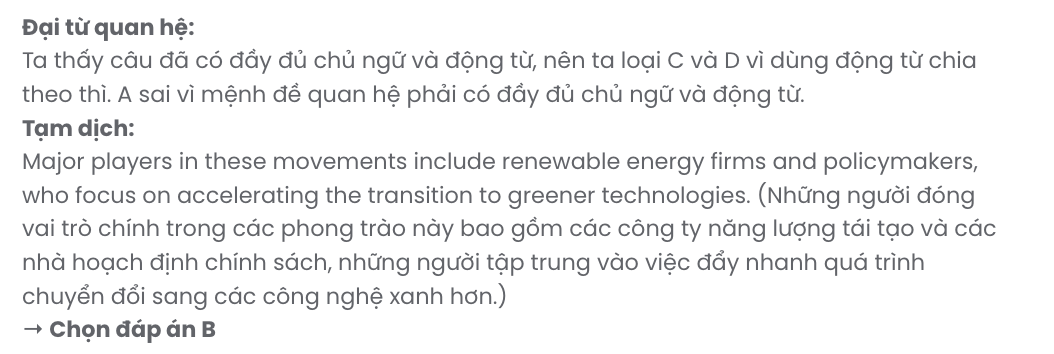 Đại từ quan hệ:
Ta thấy câu đã có đầy đủ chủ ngữ và động từ, nên ta loại C và D vì dùng động từ chia
theo thì. A sai vì mệnh đề quan hệ phải có đầy đủ chủ ngữ và động từ.
Tạm dịch:
Major players in these movements include renewable energy firms and policymakers,
who focus on accelerating the transition to greener technologies. (Những người đóng
vai trò chính trong các phong trào này bao gồm các công ty năng lượng tái tạo và các
nhà hoạch định chính sách, những người tập trung vào việc đẩy nhanh quá trình
chuyển đổi sang các công nghệ xanh hơn.)
→ Chọn đáp án B